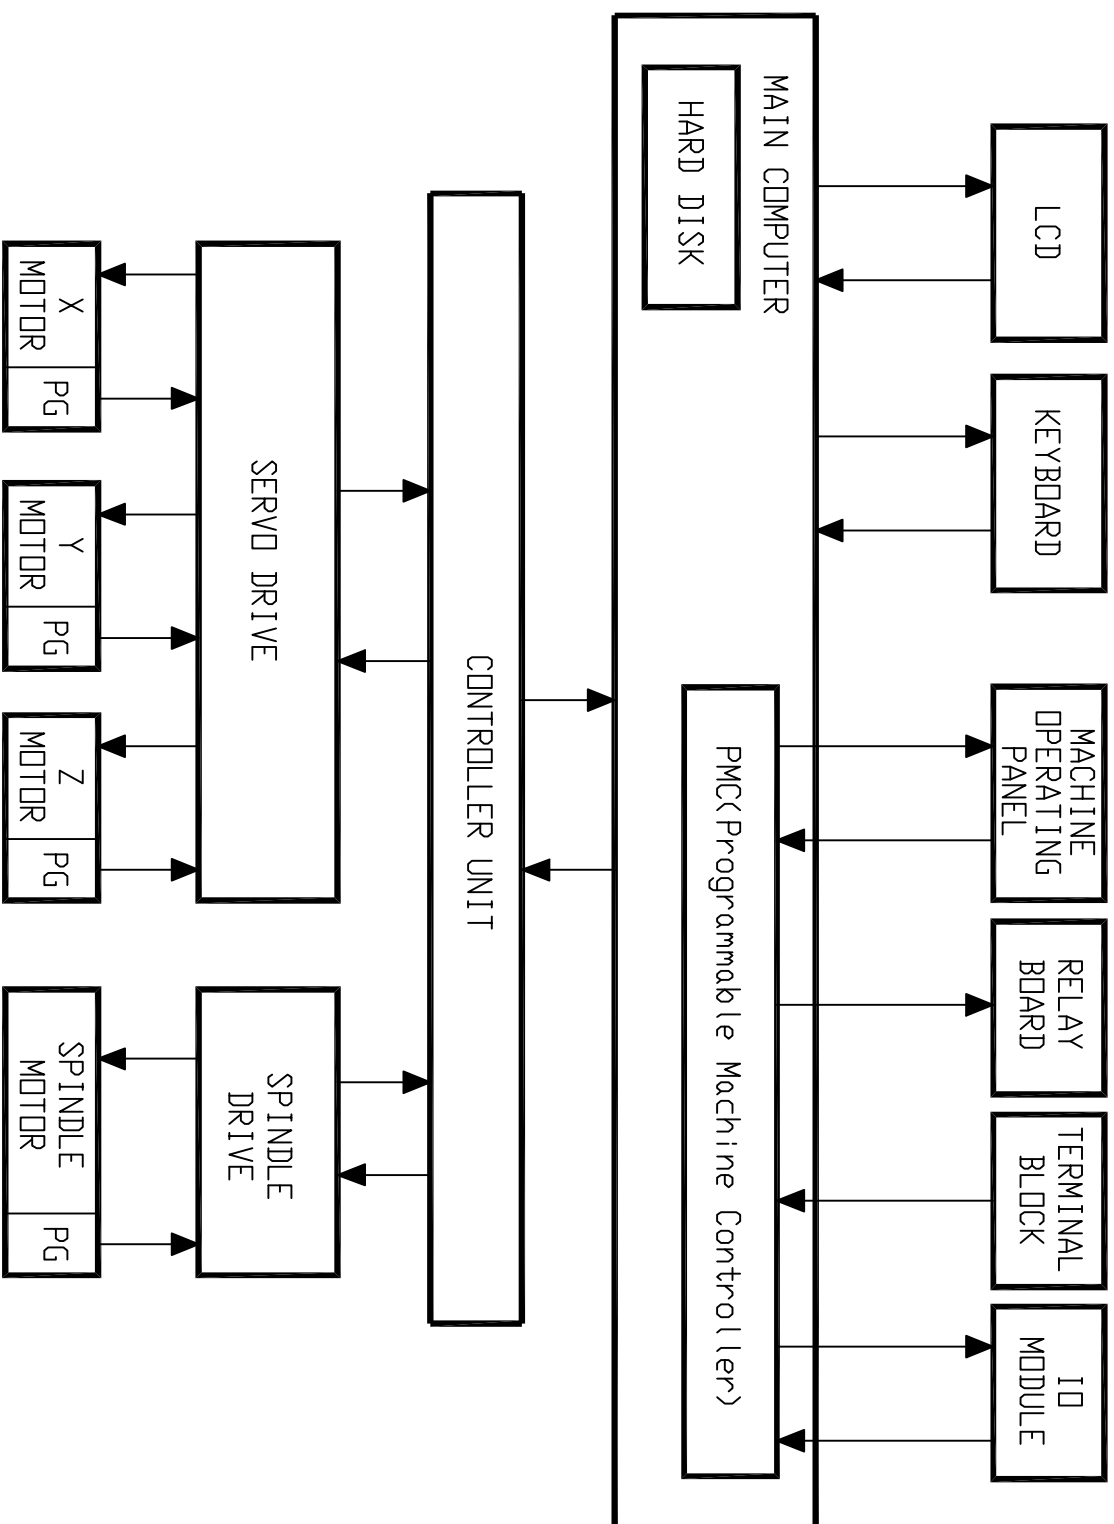 LCD
KEYBOARD
MACHINE
OPERATING
PANEL
RELAY
BOARD
TERMINAL
BLOCK
IO
MODULE
MAIN COMPUTER
HARD DISK
PMC(Programmable Machine Controller)
CONTROLLER UNIT
SERVO DRIVE
SPINDLE
DRIVE
X
MOTOR
PG
Y
MOTOR
PG
Z
MOTOR
PG
SPINDLE
MOTOR
PG